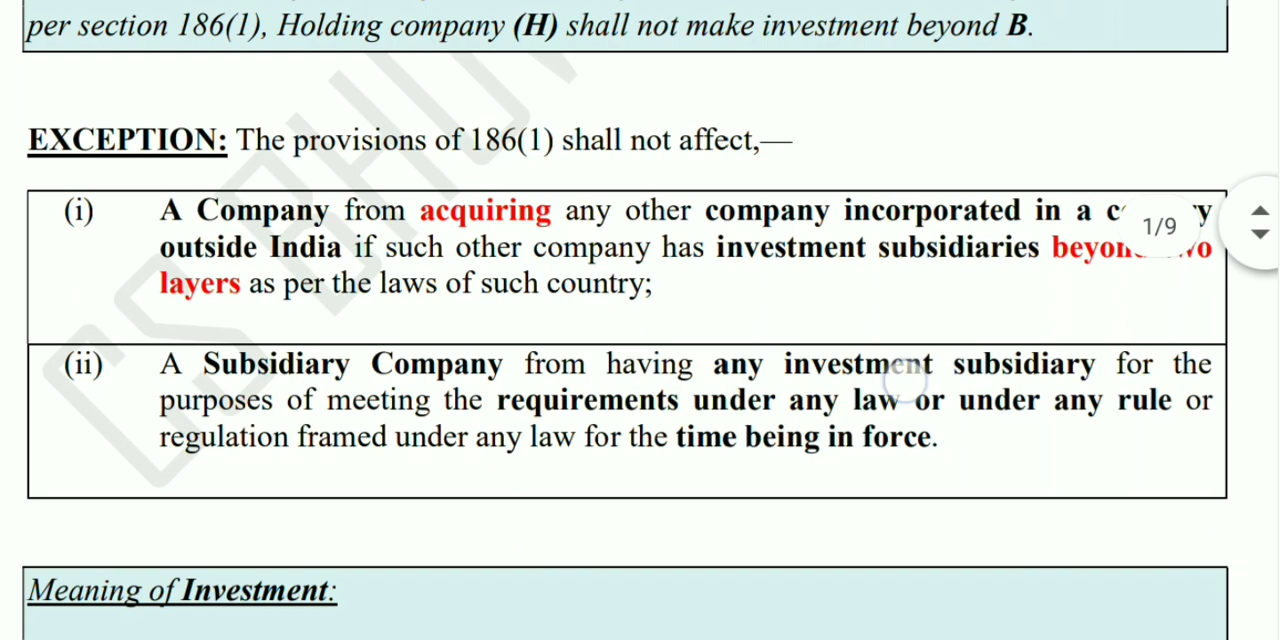 per section 186(1), Holding company (H) shall not make investment beyond B.
EXCEPTION: The provisions of 186(1) shall not affect,—
(i) A Company from acquiring any other company incorporated in a
outside India if such other company has investment subsidiaries
layers as per the laws of such country;
(ii) A Subsidiary Company from having any investment subsidiary for the
purposes of meeting the requirements under any law or under any rule or
regulation framed under any law for the time being in force.
Meaning of Investment:
1/9